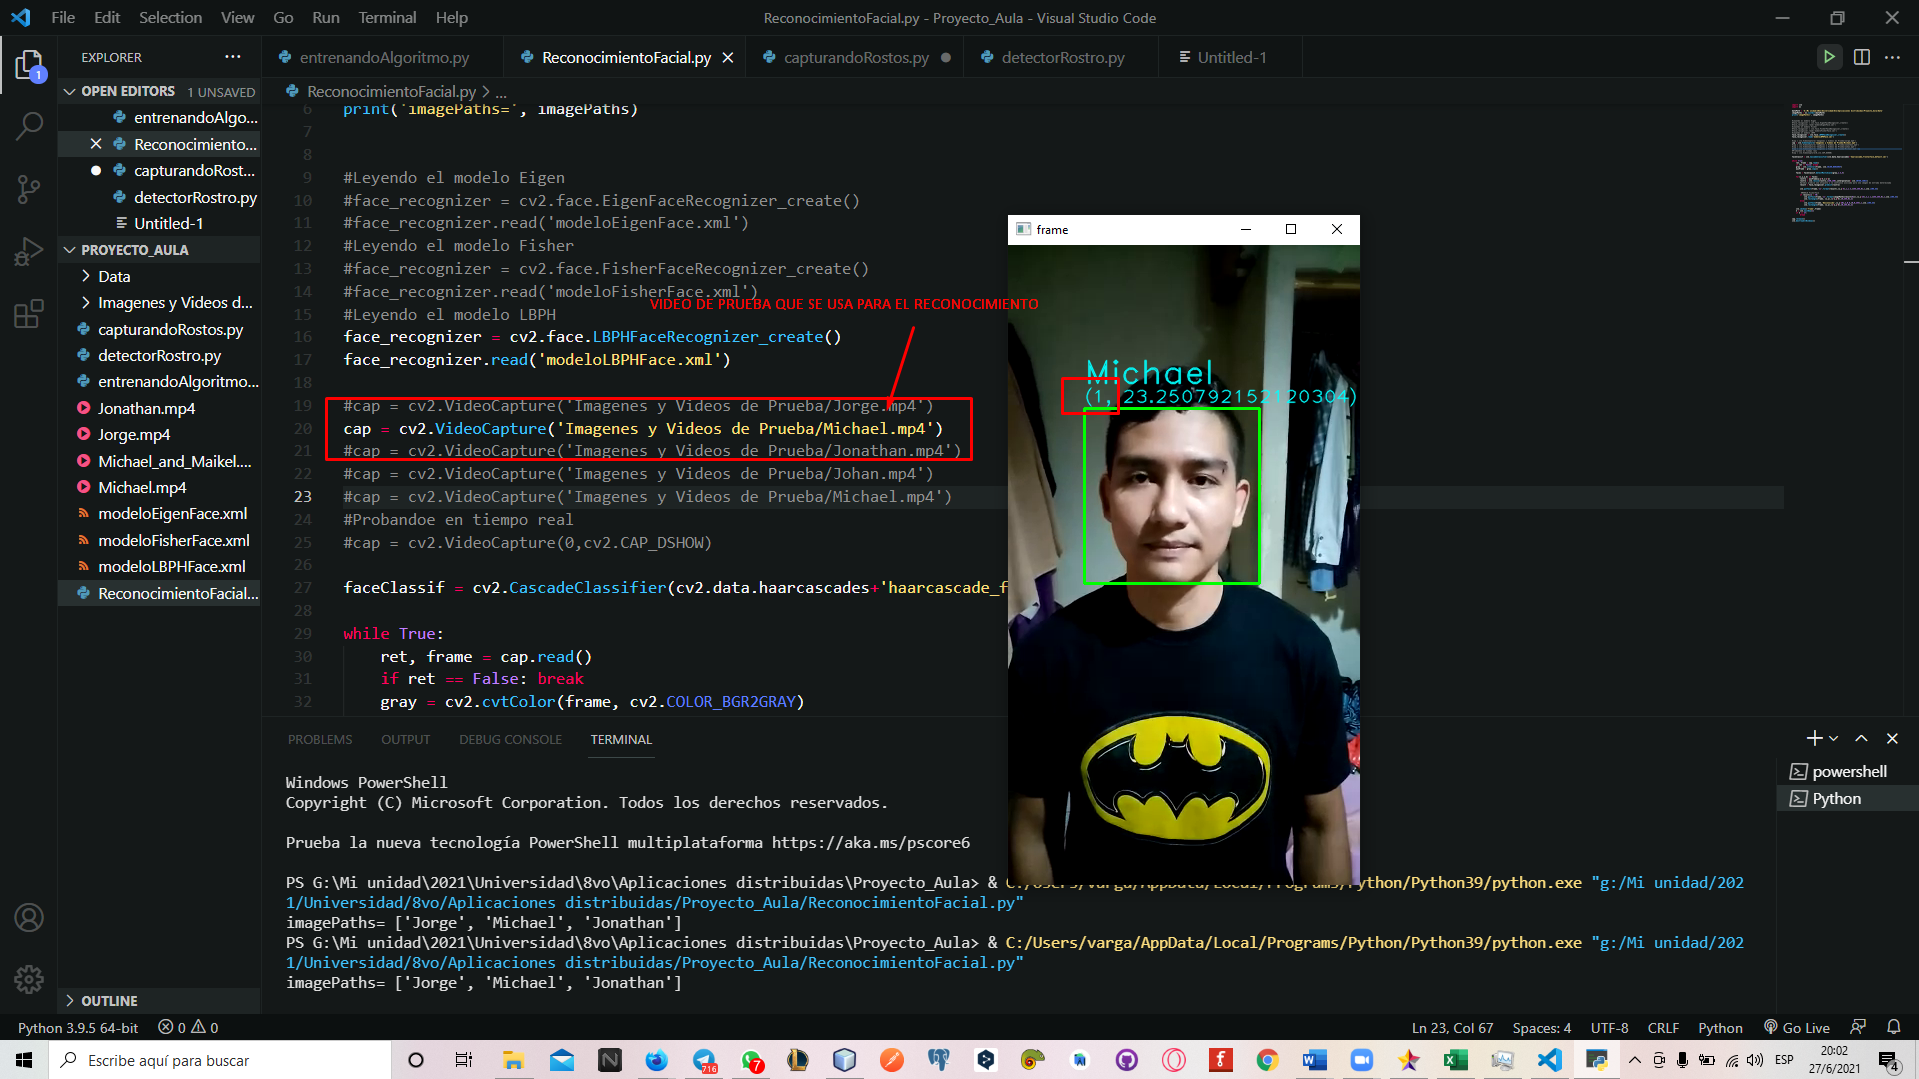 File Edit Selection View Go Run Terminal Help
ReconocimientoFacial.py - Proyecto_Aula - Visual Studio Code
EXPLORER
entrenandoAlgoritmo.py
ReconocimientoFacial.py
capturandoRostos.py
detectorRostro.py
Untitled-1
OPEN EDITORS 1 UNSAVED
entrenandoAlgo...
Reconocimiento...
capturandoRost...
detectorRostro.py
Untitled-1
PROYECTO_AULA
Data
Imagenes y Videos d...
capturandoRostos.py
detectorRostro.py
entrenandoAlgoritmo...
Jonathan.mp4
Jorge.mp4
Michael_and_Maikel....
Michael.mp4
modeloEigenFace.xml
modeloFisherFace.xml
modeloLBPHFace.xml
ReconocimientoFacial...
OUTLINE
ReconocimientoFacial.py > ...
6 print('imagePaths=', imagePaths)
7
8
9 #Leyendo el modelo Eigen
10 #face_recognizer = cv2.face.EigenFaceRecognizer_create()
11 #face_recognizer.read('modeloEigenFace.xml')
12 #Leyendo el modelo Fisher
13 #face_recognizer = cv2.face.FisherFaceRecognizer_create()
14 #face_recognizer.read('modeloFisherFace.xml')
VIDEO DE PRUEBA QUE SE USA PARA EL RECONOCIMIENTO
15 #Leyendo el modelo LBPH
16 face_recognizer = cv2.face.LBPHFaceRecognizer_create()
17 face_recognizer.read('modeloLBPHFace.xml')
18
19 #cap = cv2.VideoCapture('Imagenes y Videos de Prueba/Jorge.mp4')
20 cap = cv2.VideoCapture('Imagenes y Videos de Prueba/Michael.mp4')
21 #cap = cv2.VideoCapture('Imagenes y Videos de Prueba/Jonathan.mp4')
22 #cap = cv2.VideoCapture('Imagenes y Videos de Prueba/Johan.mp4')
23 #cap = cv2.VideoCapture('Imagenes y Videos de Prueba/Michael.mp4')
24 #Probandoe en tiempo real
25 #cap = cv2.VideoCapture(0,cv2.CAP_DSHOW)
26
27 faceClassif = cv2.CascadeClassifier(cv2.data.haarcascades+'haarcascade_f
28
29 while True:
30 ret, frame = cap.read()
31 if ret == False: break
32 gray = cv2.cvtColor(frame, cv2.COLOR_BGR2GRAY)
frame
Michael
(1, 23.250792152120304)
PROBLEMS OUTPUT DEBUG CONSOLE TERMINAL
powershell
Python
Windows PowerShell
Copyright (C) Microsoft Corporation. Todos los derechos reservados.
Prueba la nueva tecnología PowerShell multiplataforma https://aka.ms/pscore6
PS G:\Mi unidad\2021\Universidad\8vo\Aplicaciones distribuidas\Proyecto_Aula> & C:/Users/varga/AppData/Local/Programs/Python/Python39/python.exe "g:/Mi unidad/202
1/Universidad/8vo/Aplicaciones distribuidas/Proyecto_Aula/ReconocimientoFacial.py"
imagePaths= ['Jorge', 'Michael', 'Jonathan']
PS G:\Mi unidad\2021\Universidad\8vo\Aplicaciones distribuidas\Proyecto_Aula> & C:/Users/varga/AppData/Local/Programs/Python/Python39/python.exe "g:/Mi unidad/202
1/Universidad/8vo/Aplicaciones distribuidas/Proyecto_Aula/ReconocimientoFacial.py"
imagePaths= ['Jorge', 'Michael', 'Jonathan']
Python 3.9.5 64-bit 0 0
Ln 23, Col 67 Spaces: 4 UTF-8 CRLF Python Go Live
Escribe aquí para buscar
716
7
ESP
20:02
27/6/2021
4